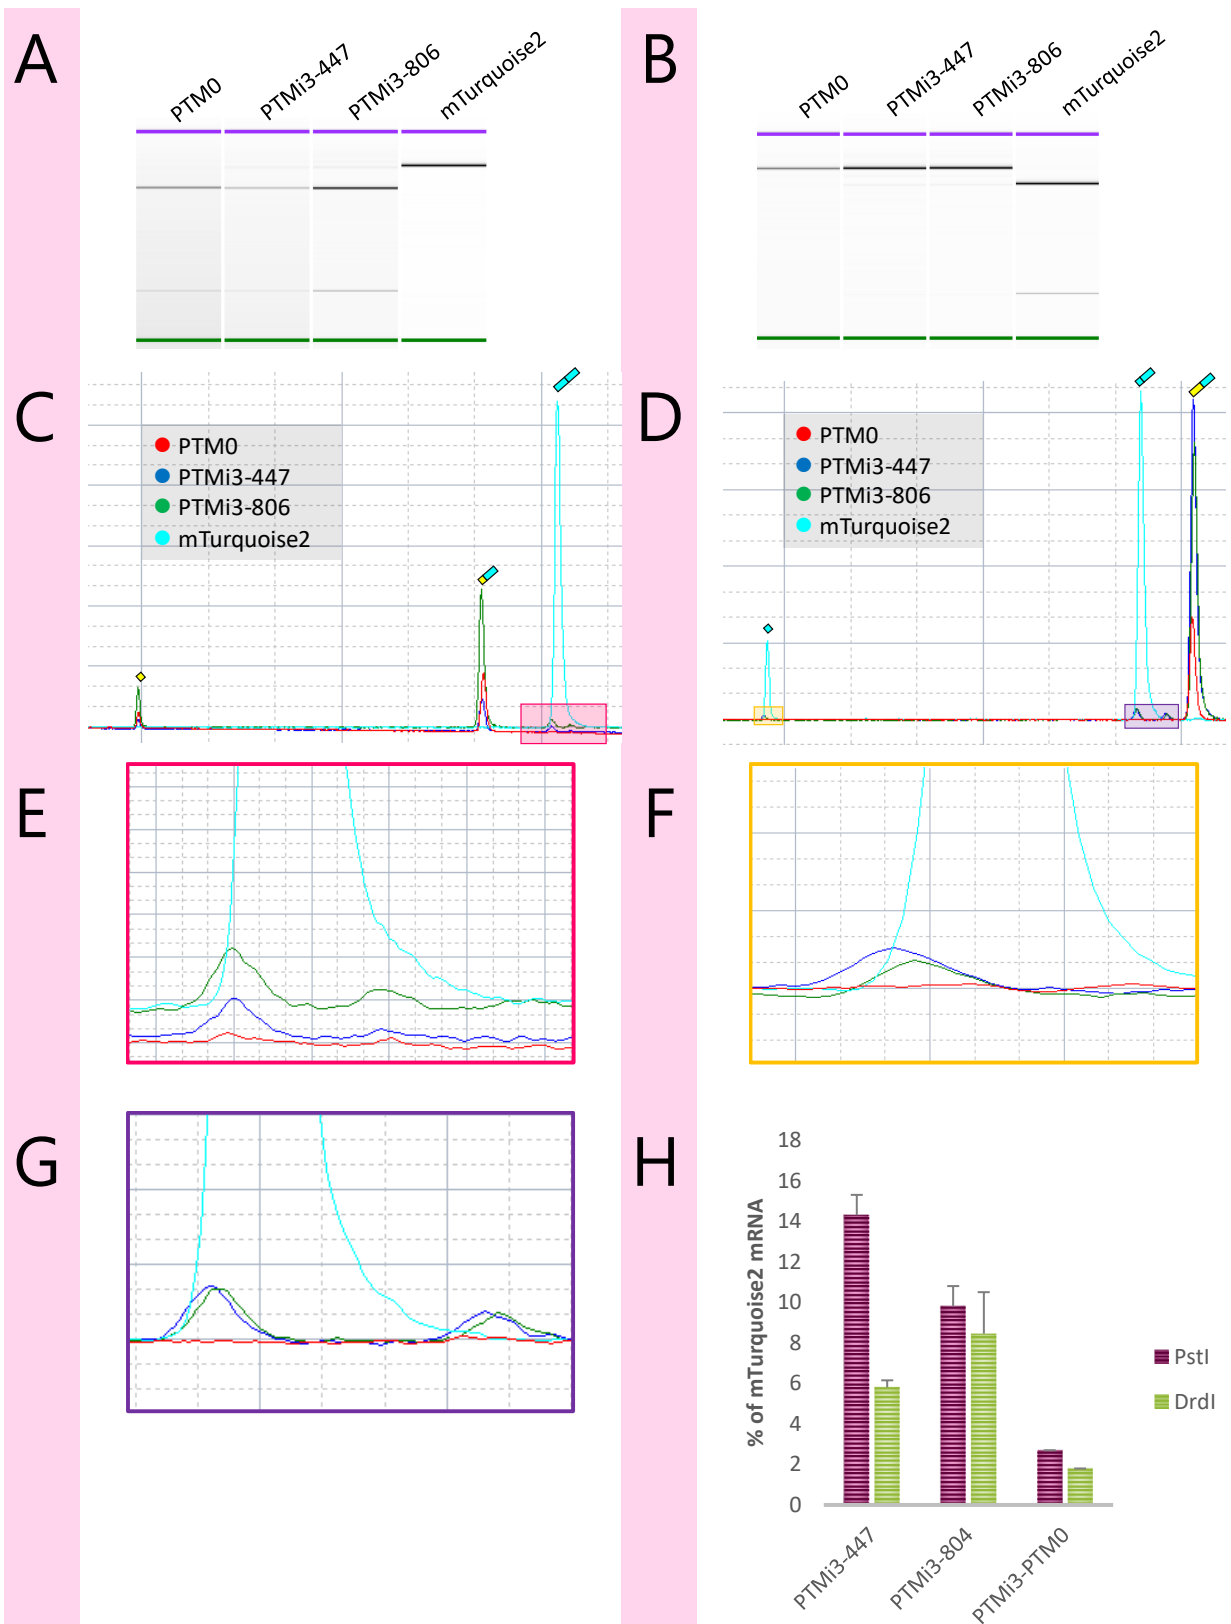 A
PTM0
PTMi3-447
PTMi3-806
mTurquoise2
B
PTM0
PTMi3-447
PTMi3-806
mTurquoise2
C
PTM0
PTMi3-447
PTMi3-806
mTurquoise2
D
PTM0
PTMi3-447
PTMi3-806
mTurquoise2
E
F
G
H
% of mTurquoise2 mRNA
18
16
14
12
10
8
6
4
2
0
PTMi3-447
PTMi3-804
PTMi3-PTM0
PstI
DrdI